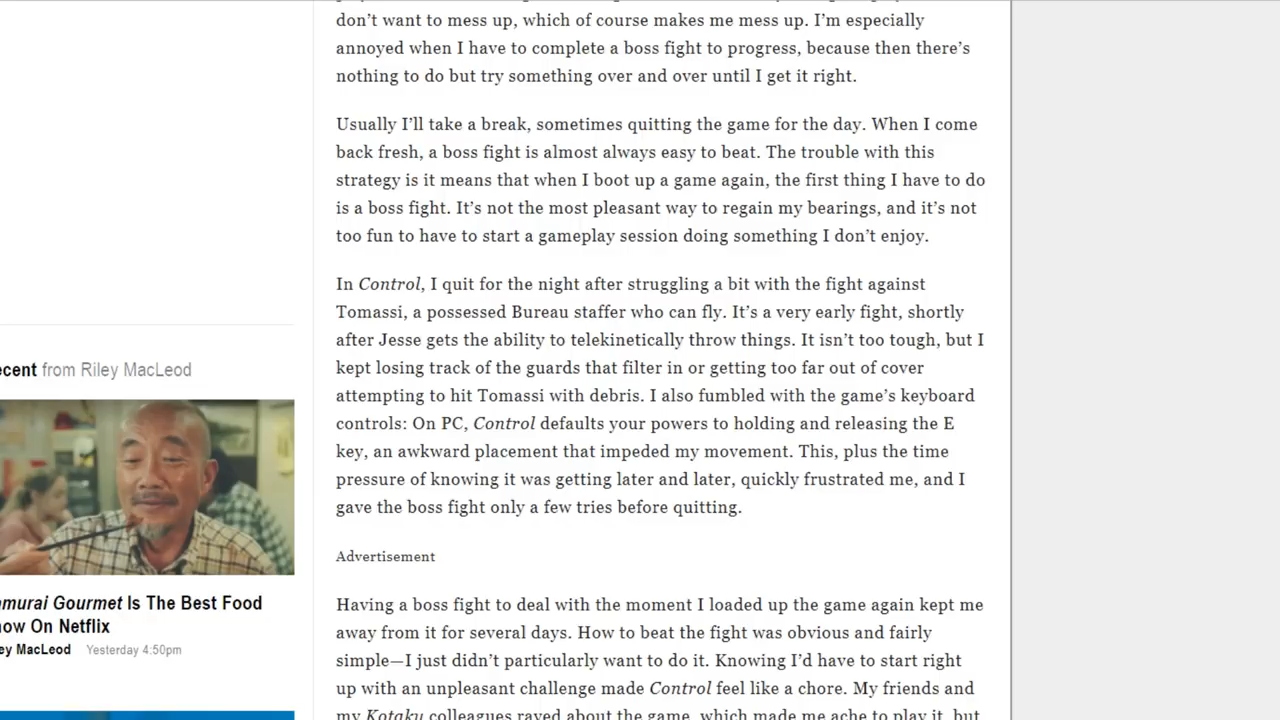 don’t want to mess up, which of course makes me mess up. I’m especially
annoyed when I have to complete a boss fight to progress, because then there’s
nothing to do but try something over and over until I get it right.
Usually I’ll take a break, sometimes quitting the game for the day. When I come
back fresh, a boss fight is almost always easy to beat. The trouble with this
strategy is it means that when I boot up a game again, the first thing I have to do
is a boss fight. It’s not the most pleasant way to regain my bearings, and it’s not
too fun to have to start a gameplay session doing something I don’t enjoy.
In Control, I quit for the night after struggling a bit with the fight against
Tomassi, a possessed Bureau staffer who can fly. It’s a very early fight, shortly
after Jesse gets the ability to telekinetically throw things. It isn’t too tough, but I
kept losing track of the guards that filter in or getting too far out of cover
attempting to hit Tomassi with debris. I also fumbled with the game’s keyboard
controls: On PC, Control defaults your powers to holding and releasing the E
key, an awkward placement that impeded my movement. This, plus the time
pressure of knowing it was getting later and later, quickly frustrated me, and I
gave the boss fight only a few tries before quitting.
Advertisement
Having a boss fight to deal with the moment I loaded up the game again kept me
away from it for several days. How to beat the fight was obvious and fairly
simple—I just didn’t particularly want to do it. Knowing I’d have to start right
up with an unpleasant challenge made Control feel like a chore. My friends and
my Kotaku colleagues raved about the game, which made me ache to play it, but
ecent from Riley MacLeod
amurai Gourmet Is The Best Food
how On Netflix
ey MacLeod Yesterday 4:50pm